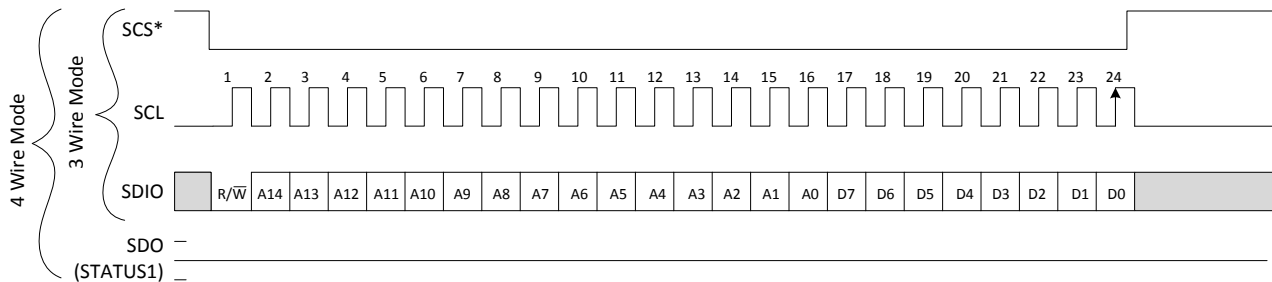 4 Wire Mode
3 Wire Mode
SCS*
1 2 3 4 5 6 7 8 9 10 11 12 13 14 15 16 17 18 19 20 21 22 23 24
SCL
SDIO R/W̅ A14 A13 A12 A11 A10 A9 A8 A7 A6 A5 A4 A3 A2 A1 A0 D7 D6 D5 D4 D3 D2 D1 D0
SDO
(STATUS1)